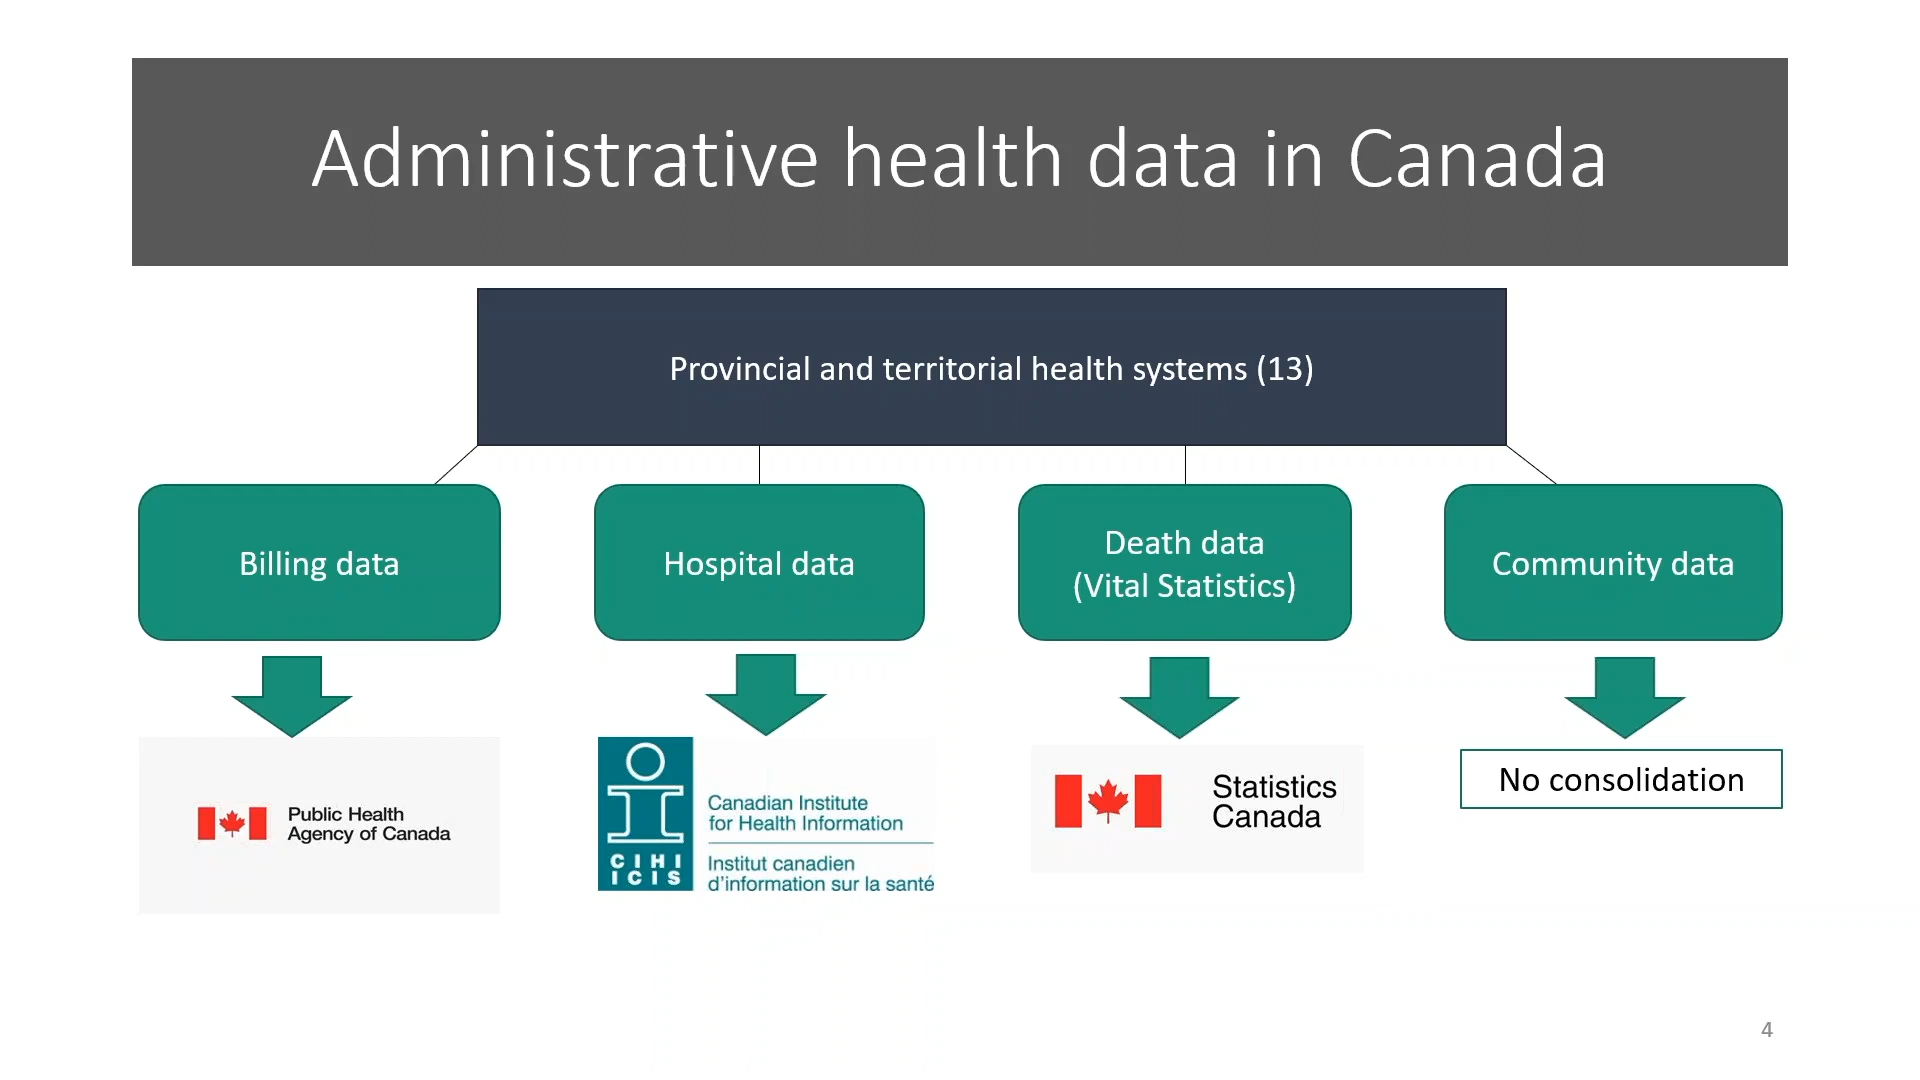 Administrative health data in Canada
Provincial and territorial health systems (13)
Billing data
Hospital data
Death data
(Vital Statistics)
Community data
Public Health
Agency of Canada
CIHI
ICIS
Canadian Institute
for Health Information
Institut canadien
d'information sur la santé
Statistics
Canada
No consolidation
4